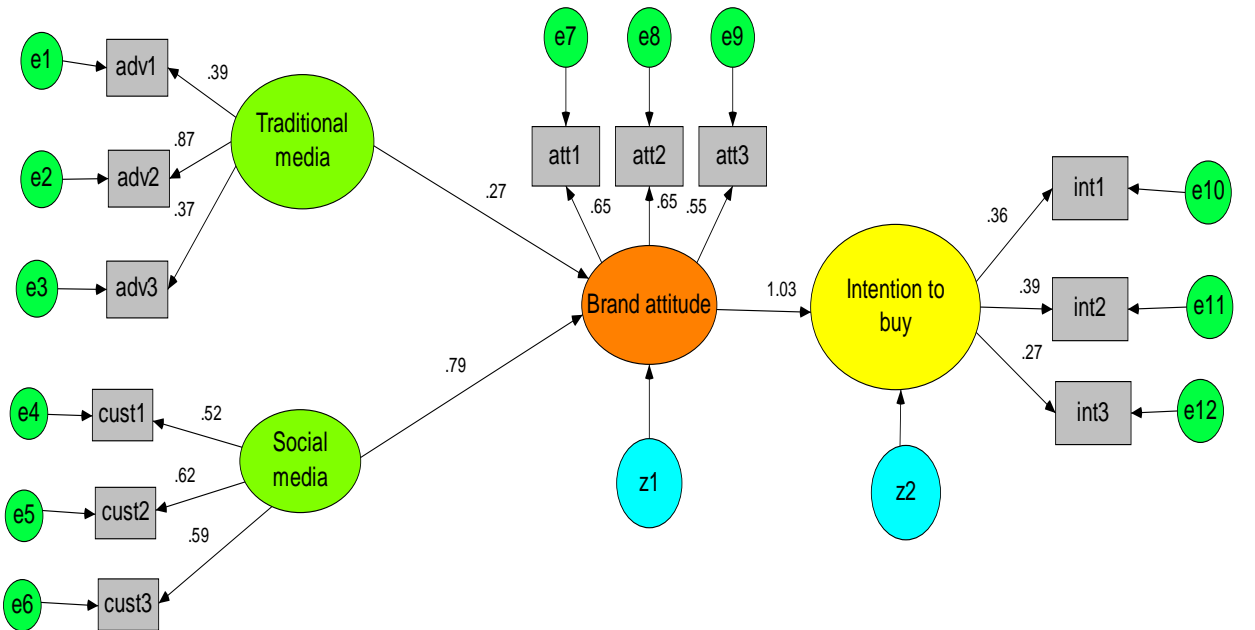 e1
adv1
.39
Traditional
media
e2
adv2
.87
.37
e3
adv3
.27
e4
cust1
.52
Social
media
e5
cust2
.62
.59
e6
cust3
.79
e7
e8
e9
att1
att2
att3
.65
.65
.55
Brand attitude
z1
1.03
Intention to
buy
z2
.36
int1
e10
.39
int2
e11
.27
int3
e12